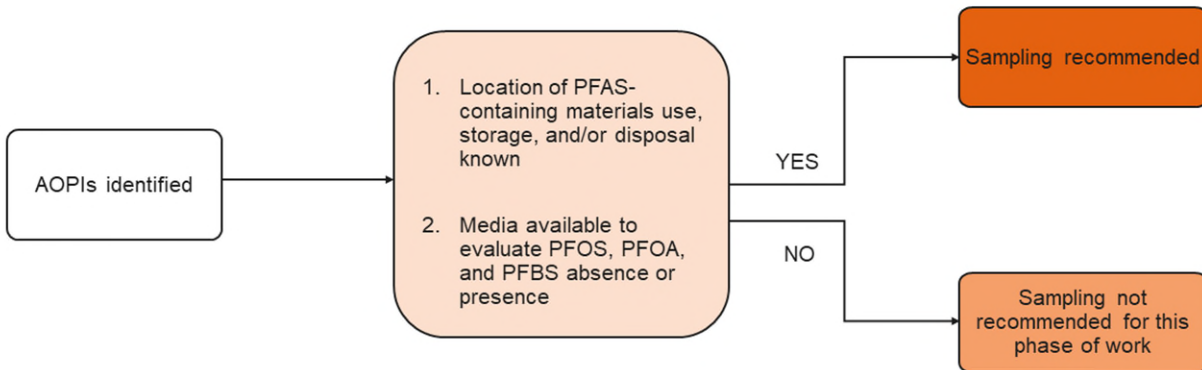 AOPIs identified
1. Location of PFAS-
containing materials use,
storage, and/or disposal
known
2. Media available to
evaluate PFOS, PFOA,
and PFBS absence or
presence
YES
NO
Sampling recommended
Sampling not
recommended for this
phase of work